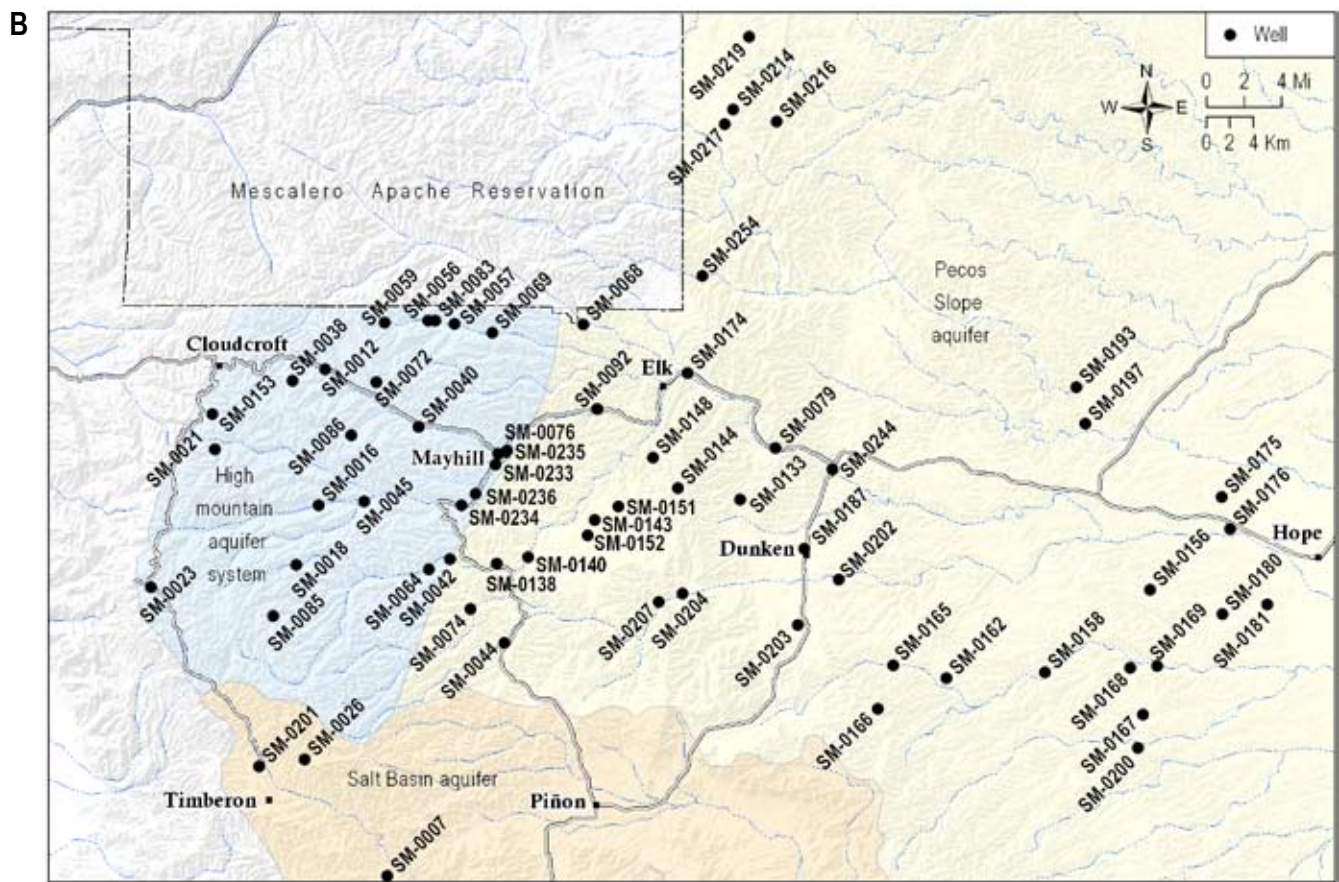 B
Well
0 2 4 Mi
0 2 4 Km
N
W E
S
SM-0219
SM-0214
SM-0216
SM-0217
Mescalero Apache Reservation
SM-0254
Pecos
Slope
aquifer
SM-0059
SM-0056
SM-0083
SM-0057
SM-0069
SM-0068
Cloudcroft
SM-0038
SM-0012
SM-0072
SM-0040
SM-0092
Elk
SM-0174
SM-0193
SM-0197
SM-0153
SM-0021
SM-0086
SM-0016
SM-0045
Mayhill
SM-0076
SM-0235
SM-0233
SM-0236
SM-0234
SM-0148
SM-0144
SM-0079
SM-0244
SM-0133
SM-0187
SM-0175
SM-0176
Hope
High
mountain
aquifer
system
SM-0151
SM-0143
SM-0152
SM-0140
SM-0138
Dunken
SM-0202
SM-0156
SM-0180
SM-0023
SM-0018
SM-0085
SM-0064
SM-0042
SM-0074
SM-0044
SM-0207
SM-0204
SM-0203
SM-0165
SM-0162
SM-0158
SM-0169
SM-0181
SM-0168
SM-0166
SM-0167
SM-0200
SM-0201
SM-0026
Salt Basin aquifer
Timberon
Piñon
SM-0007